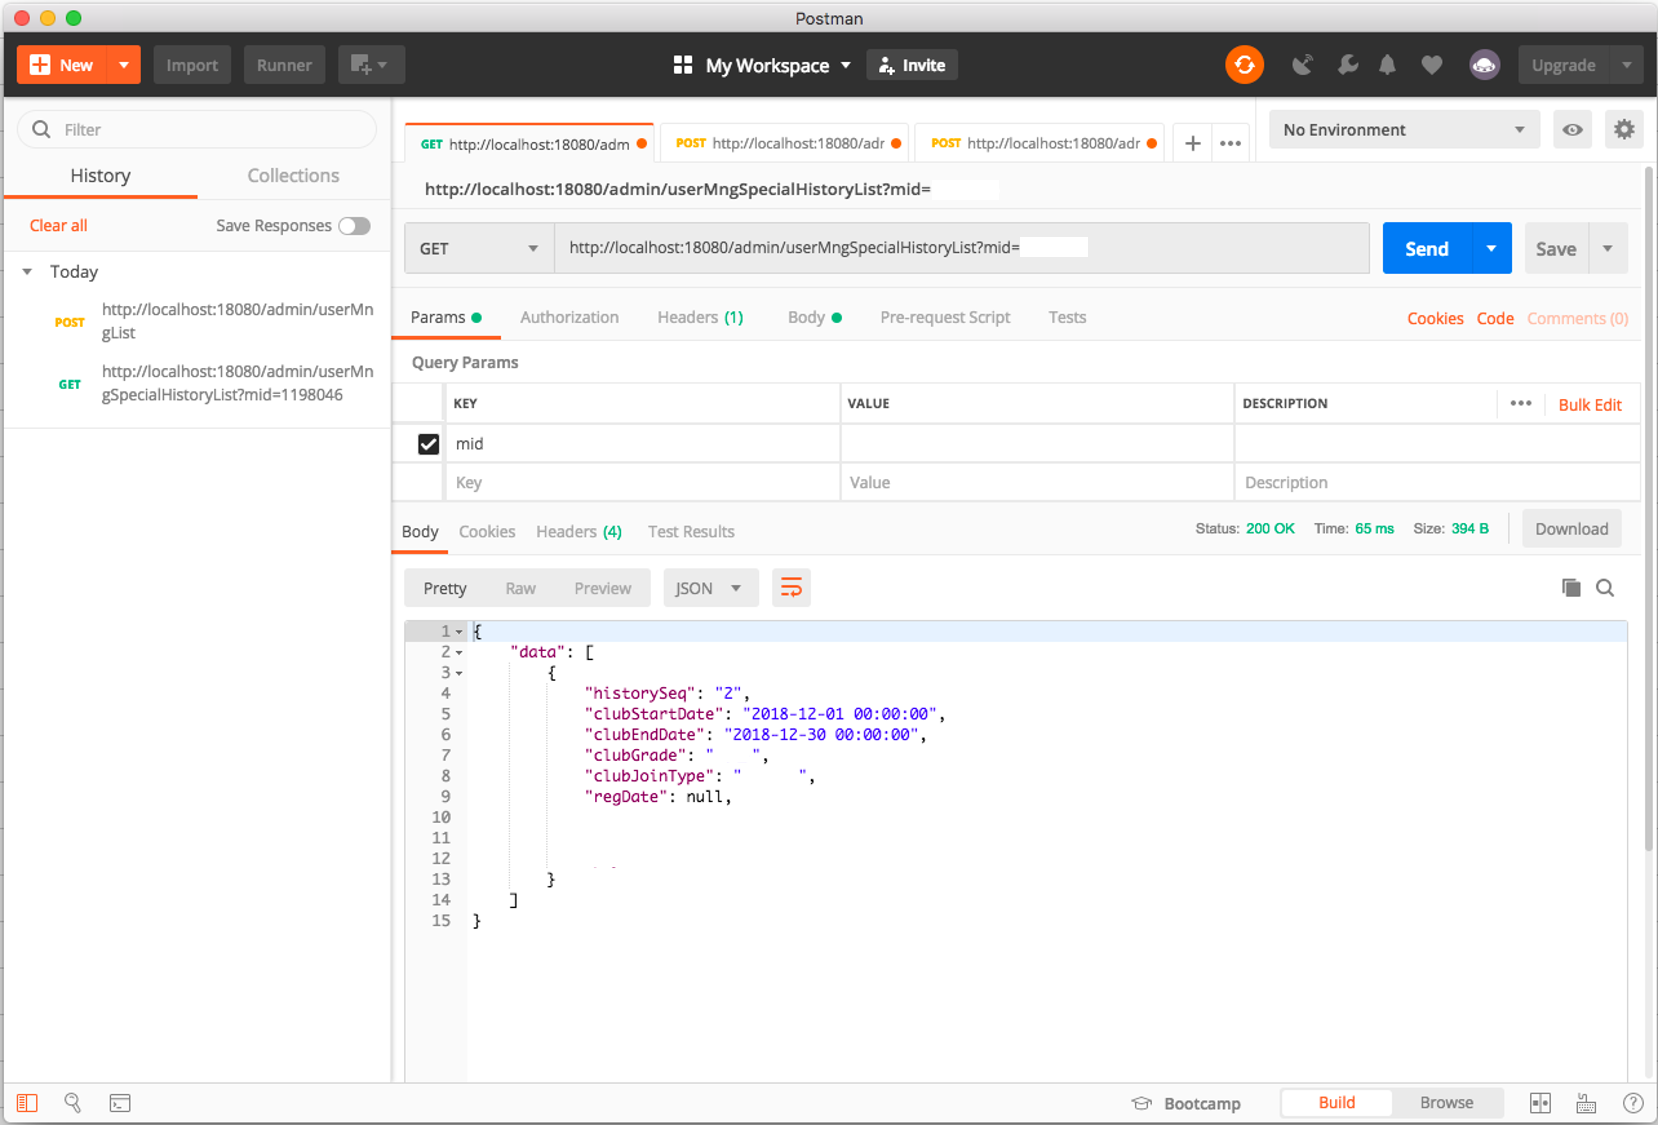 Postman
New
Import
Runner
My Workspace
Invite
Upgrade
Filter
History
Collections
Clear all
Save Responses
Today
POST
http://localhost:18080/admin/userMn
gList
GET
http://localhost:18080/admin/userMn
gSpecialHistoryList?mid=1198046
GET http://localhost:18080/adm
POST http://localhost:18080/adr
POST http://localhost:18080/adr
No Environment
http://localhost:18080/admin/userMngSpecialHistoryList?mid=
GET
http://localhost:18080/admin/userMngSpecialHistoryList?mid=
Send
Save
Params
Authorization
Headers (1)
Body
Pre-request Script
Tests
Cookies
Code
Comments (0)
Query Params
KEY
VALUE
DESCRIPTION
Bulk Edit
mid
Key
Value
Description
Body
Cookies
Headers (4)
Test Results
Status: 200 OK
Time: 65 ms
Size: 394 B
Download
Pretty
Raw
Preview
JSON
1 {
2 "data": [
3 {
4 "historySeq": "2",
5 "clubStartDate": "2018-12-01 00:00:00",
6 "clubEndDate": "2018-12-30 00:00:00",
7 "clubGrade": " ",
8 "clubJoinType": " ",
9 "regDate": null,
10
11
12
13 }
14 ]
15 }
Bootcamp
Build
Browse